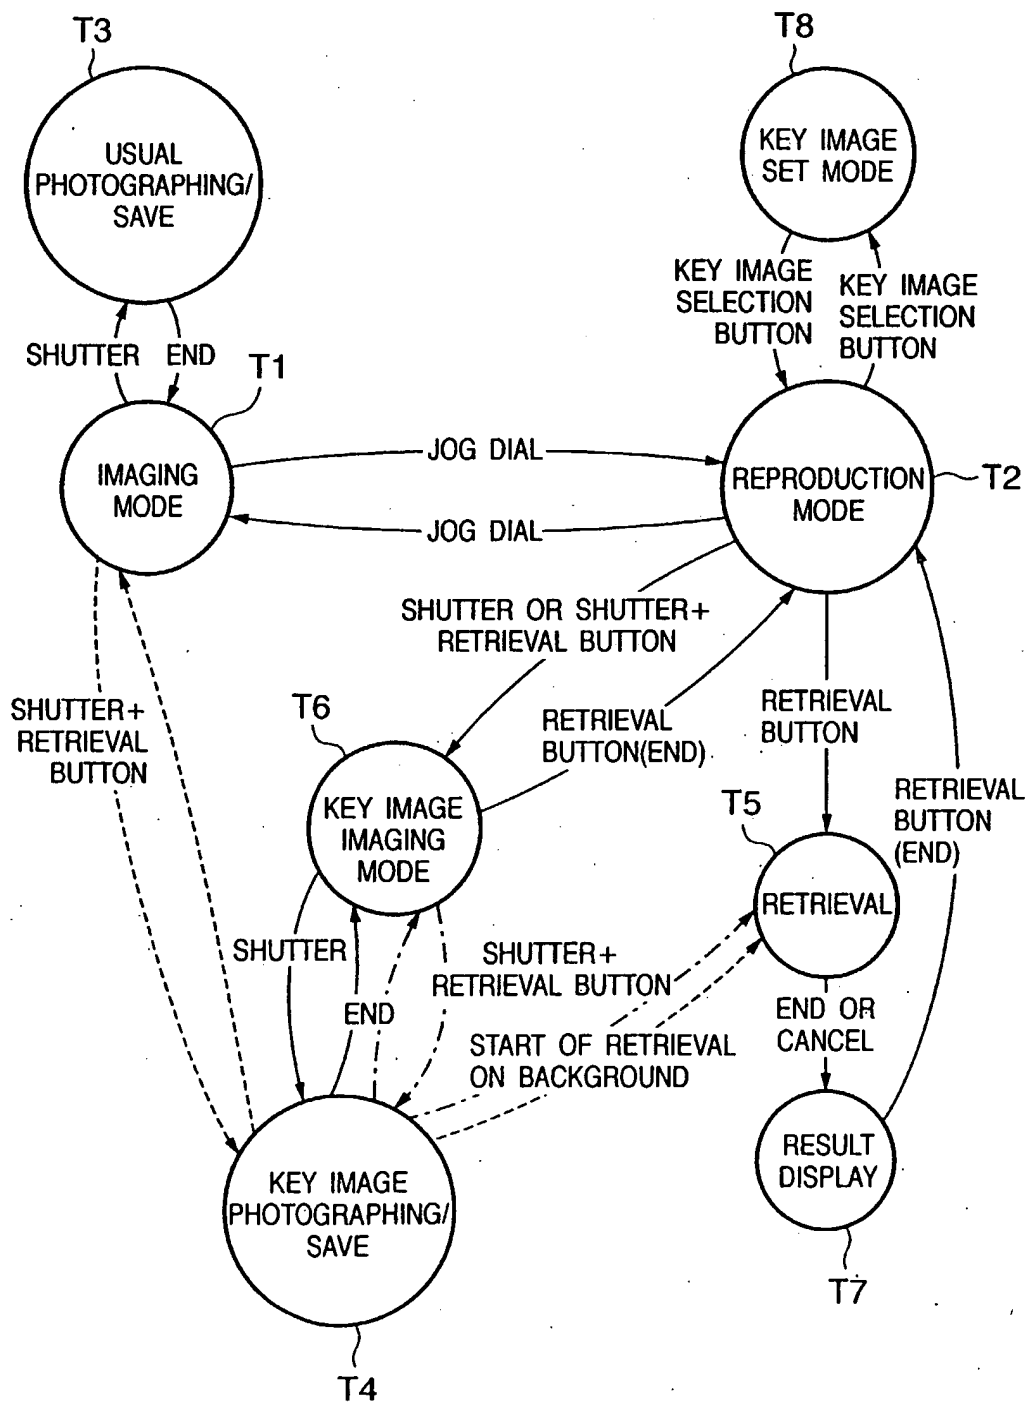 T3
T8
USUAL
PHOTOGRAPHING/
SAVE
KEY IMAGE
SET MODE
KEY IMAGE
SELECTION
BUTTON
KEY IMAGE
SELECTION
BUTTON
SHUTTER
END
T1
IMAGING
MODE
JOG DIAL
JOG DIAL
REPRODUCTION
MODE
T2
SHUTTER OR SHUTTER+
RETRIEVAL BUTTON
SHUTTER+
RETRIEVAL
BUTTON
T6
RETRIEVAL
BUTTON(END)
RETRIEVAL
BUTTON
KEY IMAGE
IMAGING
MODE
T5
RETRIEVAL
BUTTON
(END)
RETRIEVAL
SHUTTER
SHUTTER+
RETRIEVAL BUTTON
END
START OF RETRIEVAL
ON BACKGROUND
END OR
CANCEL
KEY IMAGE
PHOTOGRAPHING/
SAVE
RESULT
DISPLAY
T7
T4